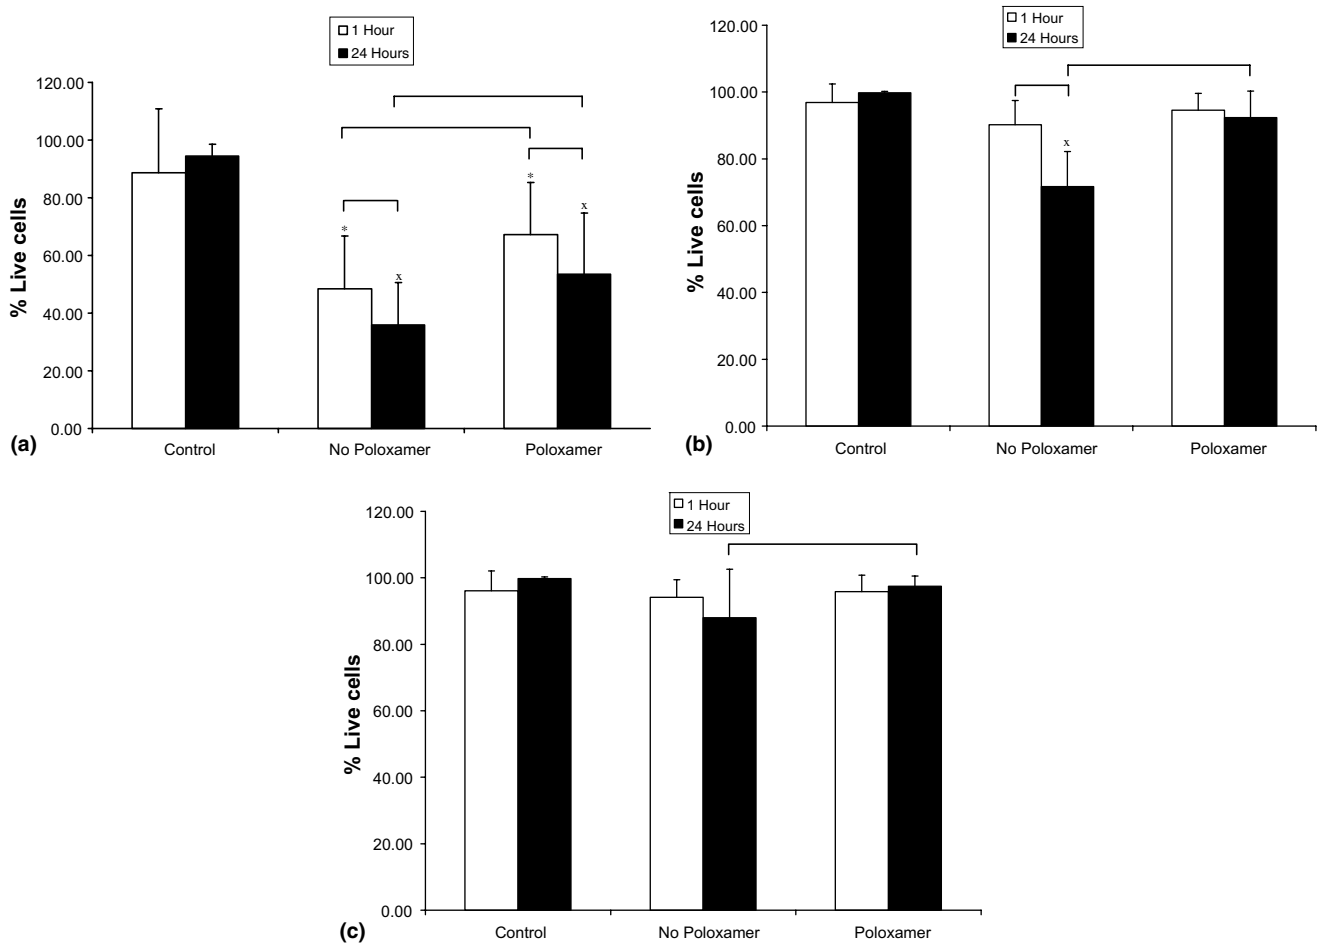 1 Hour
24 Hours
120.00
100.00
80.00
60.00
40.00
20.00
0.00
% Live cells
*
x
*
x
Control
No Poloxamer
Poloxamer
(a)
1 Hour
24 Hours
120.00
100.00
80.00
60.00
40.00
20.00
0.00
% Live cells
x
Control
No Poloxamer
Poloxamer
(b)
1 Hour
24 Hours
120.00
100.00
80.00
60.00
40.00
20.00
0.00
% Live cells
Control
No Poloxamer
Poloxamer
(c)